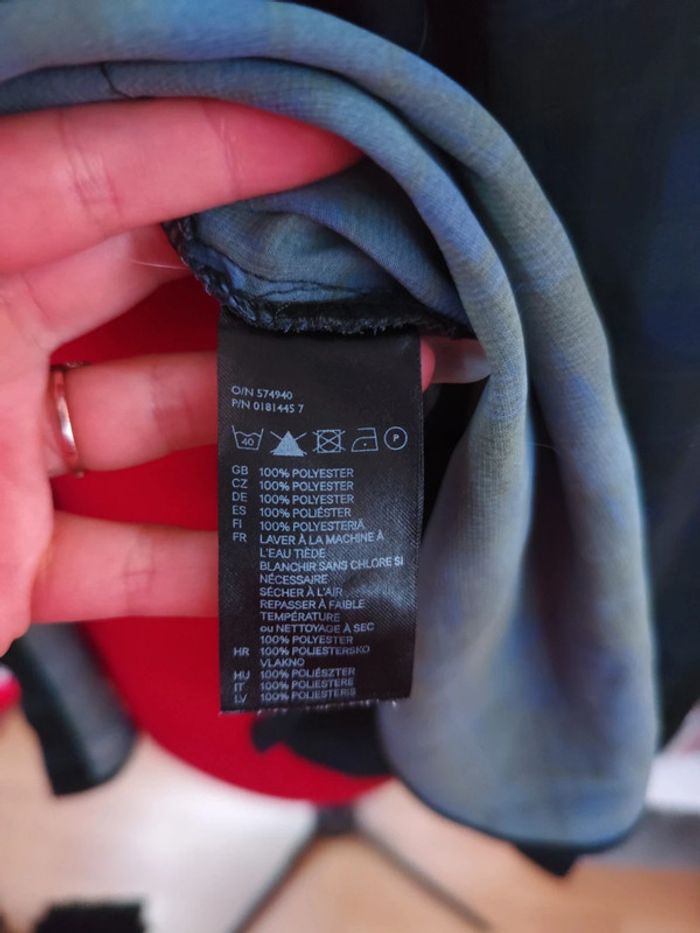 O/N 574940
P/N 0181445 7
40 P
GB 100% POLYESTER
CZ 100% POLYESTER
DE 100% POLYESTER
ES 100% POLIÉSTER
FI 100% POLYESTERIÄ
FR LAVER À LA MACHINE À
L'EAU TIÈDE
BLANCHIR SANS CHLORE SI
NÉCESSAIRE
SÉCHER À L'AIR
REPASSER À FAIBLE
TEMPÉRATURE
ou NETTOYAGE À SEC
100% POLYESTER
HR 100% POLIESTERSKO
VLAKNO
HU 100% POLIÉSZTER
IT 100% POLIESTERE
LV 100% POLIESTERIS